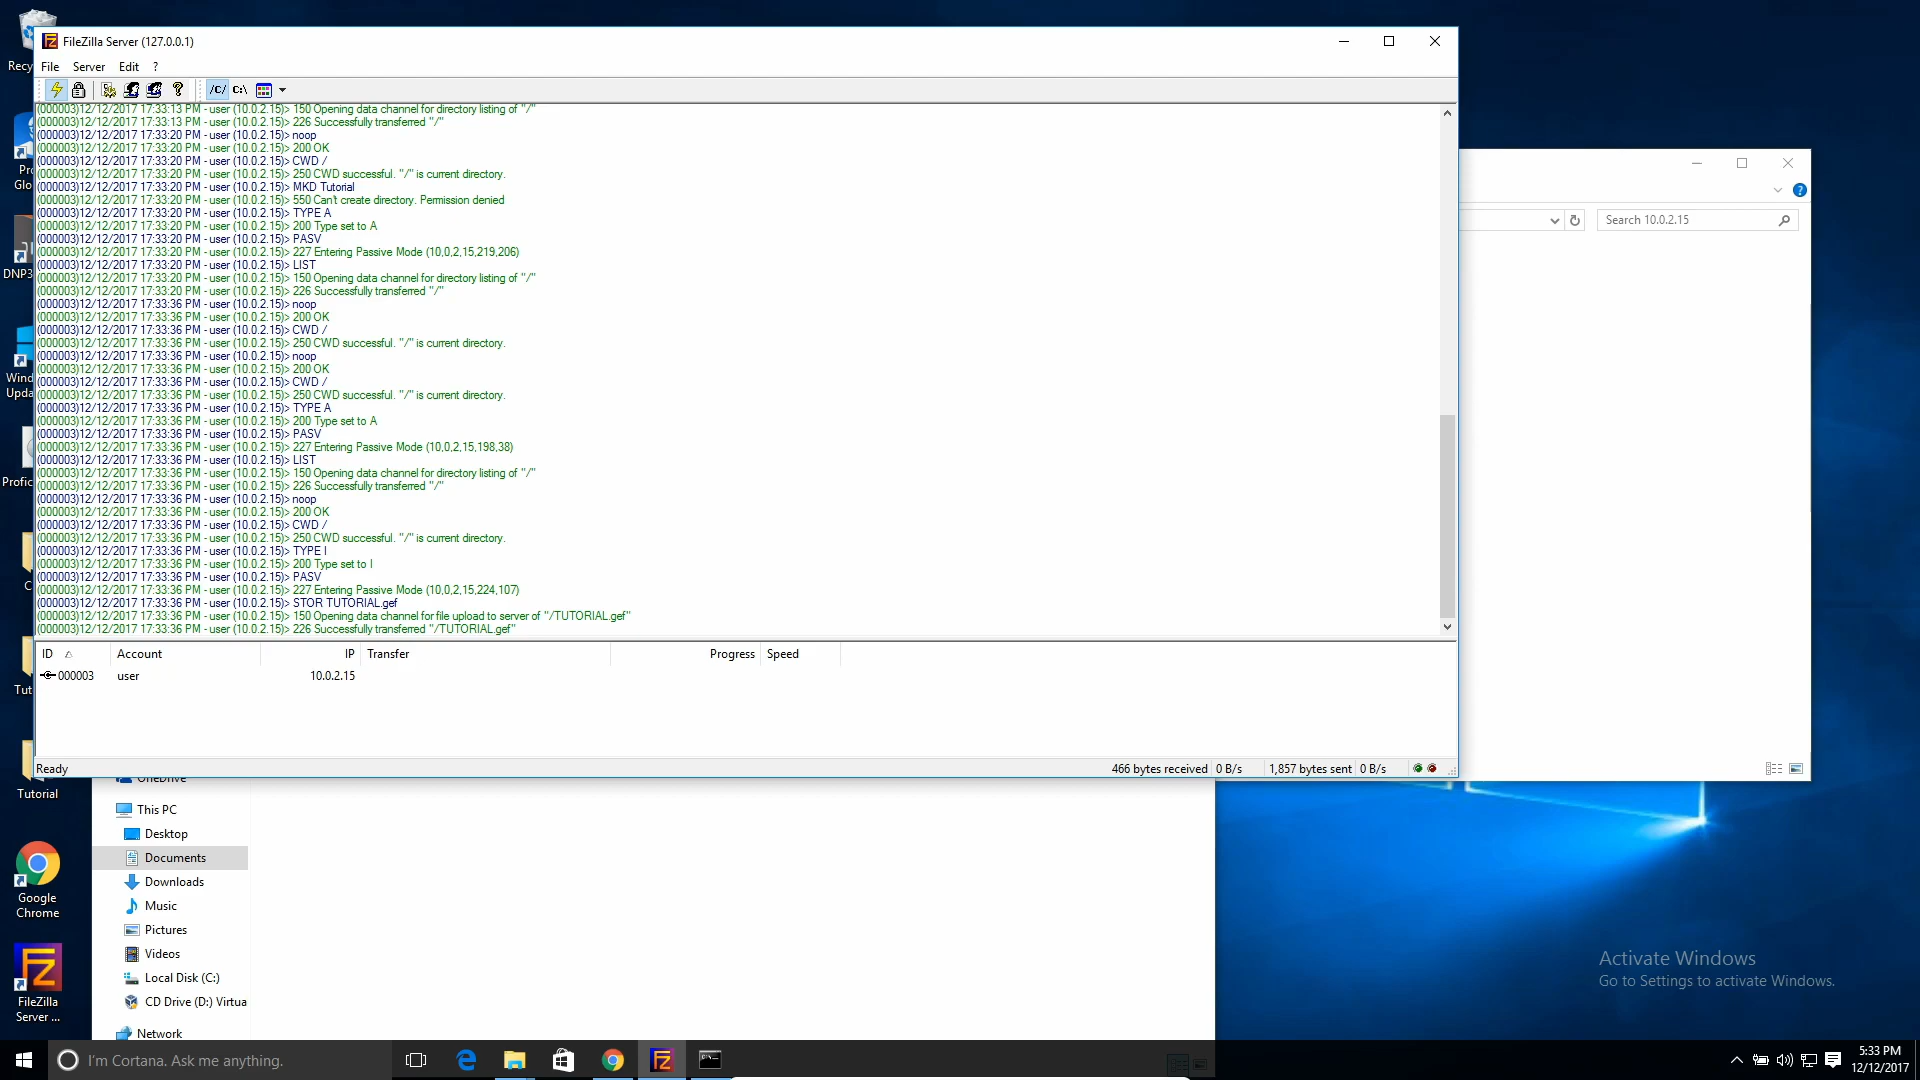 Recy
FileZilla Server (127.0.0.1)
File Server Edit ?
/C/ C:\
(000003)12/12/2017 17:33:13 PM - user (10.0.2.15)> 150 Opening data channel for directory listing of "/"
(000003)12/12/2017 17:33:13 PM - user (10.0.2.15)> 226 Successfully transferred "/"
(000003)12/12/2017 17:33:20 PM - user (10.0.2.15)> noop
(000003)12/12/2017 17:33:20 PM - user (10.0.2.15)> 200 OK
(000003)12/12/2017 17:33:20 PM - user (10.0.2.15)> CWD /
(000003)12/12/2017 17:33:20 PM - user (10.0.2.15)> 250 CWD successful. "/" is current directory.
(000003)12/12/2017 17:33:20 PM - user (10.0.2.15)> MKD Tutorial
(000003)12/12/2017 17:33:20 PM - user (10.0.2.15)> 550 Can't create directory. Permission denied
(000003)12/12/2017 17:33:20 PM - user (10.0.2.15)> TYPE A
(000003)12/12/2017 17:33:20 PM - user (10.0.2.15)> 200 Type set to A
(000003)12/12/2017 17:33:20 PM - user (10.0.2.15)> PASV
(000003)12/12/2017 17:33:20 PM - user (10.0.2.15)> 227 Entering Passive Mode (10,0,2,15,219,206)
(000003)12/12/2017 17:33:20 PM - user (10.0.2.15)> LIST
(000003)12/12/2017 17:33:20 PM - user (10.0.2.15)> 150 Opening data channel for directory listing of "/"
(000003)12/12/2017 17:33:20 PM - user (10.0.2.15)> 226 Successfully transferred "/"
(000003)12/12/2017 17:33:36 PM - user (10.0.2.15)> noop
(000003)12/12/2017 17:33:36 PM - user (10.0.2.15)> 200 OK
(000003)12/12/2017 17:33:36 PM - user (10.0.2.15)> CWD /
(000003)12/12/2017 17:33:36 PM - user (10.0.2.15)> 250 CWD successful. "/" is current directory.
(000003)12/12/2017 17:33:36 PM - user (10.0.2.15)> noop
(000003)12/12/2017 17:33:36 PM - user (10.0.2.15)> 200 OK
(000003)12/12/2017 17:33:36 PM - user (10.0.2.15)> CWD /
(000003)12/12/2017 17:33:36 PM - user (10.0.2.15)> 250 CWD successful. "/" is current directory.
(000003)12/12/2017 17:33:36 PM - user (10.0.2.15)> TYPE A
(000003)12/12/2017 17:33:36 PM - user (10.0.2.15)> 200 Type set to A
(000003)12/12/2017 17:33:36 PM - user (10.0.2.15)> PASV
(000003)12/12/2017 17:33:36 PM - user (10.0.2.15)> 227 Entering Passive Mode (10,0,2,15,198,38)
(000003)12/12/2017 17:33:36 PM - user (10.0.2.15)> LIST
(000003)12/12/2017 17:33:36 PM - user (10.0.2.15)> 150 Opening data channel for directory listing of "/"
(000003)12/12/2017 17:33:36 PM - user (10.0.2.15)> 226 Successfully transferred "/"
(000003)12/12/2017 17:33:36 PM - user (10.0.2.15)> noop
(000003)12/12/2017 17:33:36 PM - user (10.0.2.15)> 200 OK
(000003)12/12/2017 17:33:36 PM - user (10.0.2.15)> CWD /
(000003)12/12/2017 17:33:36 PM - user (10.0.2.15)> 250 CWD successful. "/" is current directory.
(000003)12/12/2017 17:33:36 PM - user (10.0.2.15)> TYPE I
(000003)12/12/2017 17:33:36 PM - user (10.0.2.15)> 200 Type set to I
(000003)12/12/2017 17:33:36 PM - user (10.0.2.15)> PASV
(000003)12/12/2017 17:33:36 PM - user (10.0.2.15)> 227 Entering Passive Mode (10,0,2,15,224,107)
(000003)12/12/2017 17:33:36 PM - user (10.0.2.15)> STOR TUTORIAL.gef
(000003)12/12/2017 17:33:36 PM - user (10.0.2.15)> 150 Opening data channel for file upload to server of "/TUTORIAL.gef"
(000003)12/12/2017 17:33:36 PM - user (10.0.2.15)> 226 Successfully transferred "/TUTORIAL.gef"
ID Account IP Transfer Progress Speed
000003 user 10.0.2.15
Ready 466 bytes received 0 B/s 1,857 bytes sent 0 B/s
Search 10.0.2.15
Pro
Glo
DNP3
Wind
Upda
Profic
C
Tut
Tutorial
Google
Chrome
FileZilla
Server ...
OneDrive
This PC
Desktop
Documents
Downloads
Music
Pictures
Videos
Local Disk (C:)
CD Drive (D:) Virtua
Network
Activate Windows
Go to Settings to activate Windows.
I'm Cortana. Ask me anything.
5:33 PM
12/12/2017